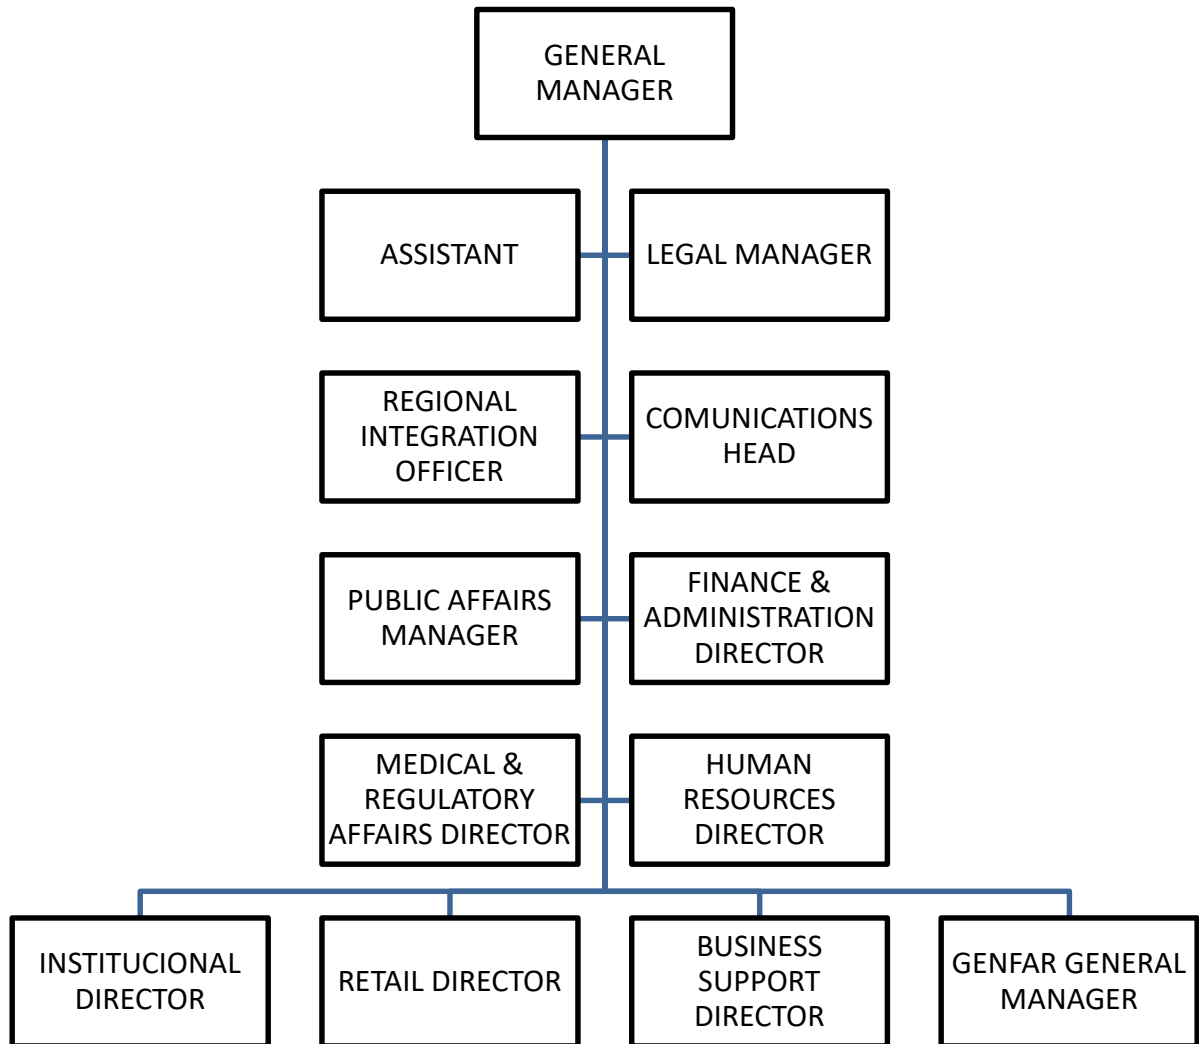 GENERAL
MANAGER
ASSISTANT
LEGAL MANAGER
REGIONAL
INTEGRATION
OFFICER
COMUNICATIONS
HEAD
PUBLIC AFFAIRS
MANAGER
FINANCE &
ADMINISTRATION
DIRECTOR
MEDICAL &
REGULATORY
AFFAIRS DIRECTOR
HUMAN
RESOURCES
DIRECTOR
INSTITUCIONAL
DIRECTOR
RETAIL DIRECTOR
BUSINESS
SUPPORT
DIRECTOR
GENFAR GENERAL
MANAGER